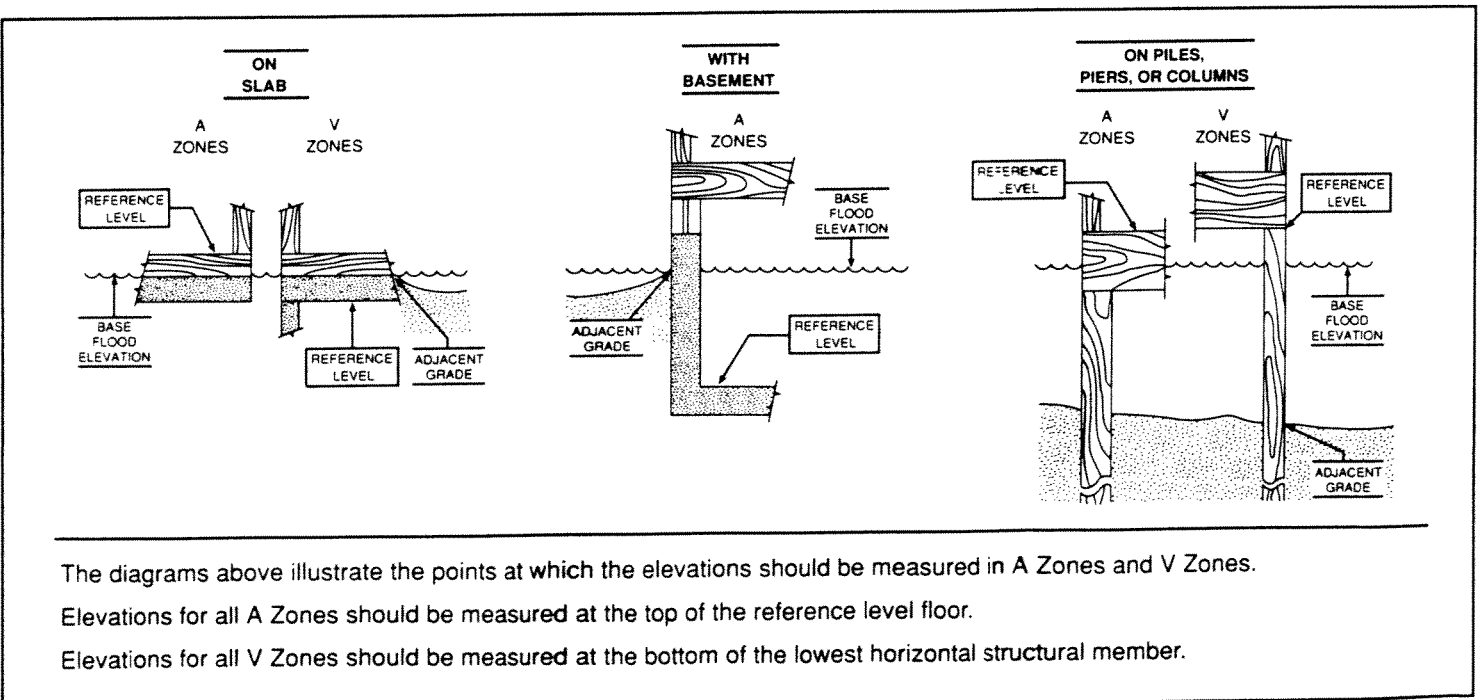 ON
SLAB
A
ZONES
V
ZONES
REFERENCE
LEVEL
BASE
FLOOD
ELEVATION
REFERENCE
LEVEL
ADJACENT
GRADE
WITH
BASEMENT
A
ZONES
BASE
FLOOD
ELEVATION
ADJACENT
GRADE
REFERENCE
LEVEL
ON PILES,
PIERS, OR COLUMNS
A
ZONES
V
ZONES
REFERENCE
LEVEL
REFERENCE
LEVEL
BASE
FLOOD
ELEVATION
ADJACENT
GRADE
The diagrams above illustrate the points at which the elevations should be measured in A Zones and V Zones.
Elevations for all A Zones should be measured at the top of the reference level floor.
Elevations for all V Zones should be measured at the bottom of the lowest horizontal structural member.